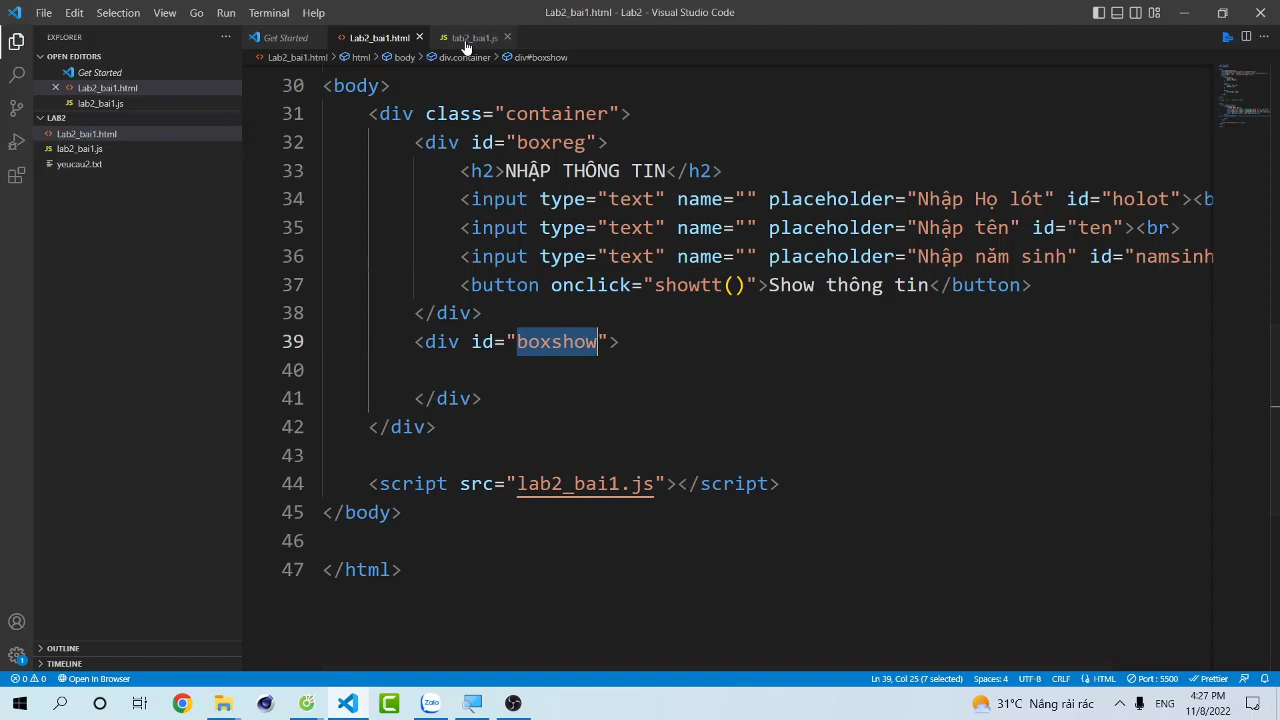 File Edit Selection View Go Run Terminal Help
Lab2_bai1.html - Lab2 - Visual Studio Code
EXPLORER
OPEN EDITORS
Get Started
Lab2_bai1.html
lab2_bai1.js
LAB2
Lab2_bai1.html
lab2_bai1.js
yeucau2.txt
OUTLINE
TIMELINE
Get Started Lab2_bai1.html lab2_bai1.js
Lab2_bai1.html > html > body > div.container > div#boxshow
30 <body>
31 <div class="container">
32 <div id="boxreg">
33 <h2>NHẬP THÔNG TIN</h2>
34 <input type="text" name="" placeholder="Nhập Họ lót" id="holot"><b
35 <input type="text" name="" placeholder="Nhập tên" id="ten"><br>
36 <input type="text" name="" placeholder="Nhập năm sinh" id="namsinh
37 <button onclick="showtt()">Show thông tin</button>
38 </div>
39 <div id="boxshow">
40
41 </div>
42 </div>
43
44 <script src="lab2_bai1.js"></script>
45 </body>
46
47 </html>
0 0 Open In Browser
Ln 39, Col 25 (7 selected) Spaces: 4 UTF-8 CRLF HTML Port : 5500 Prettier
Zalo
31°C Nắng rải rác
ENG
4:27 PM
11/8/2022